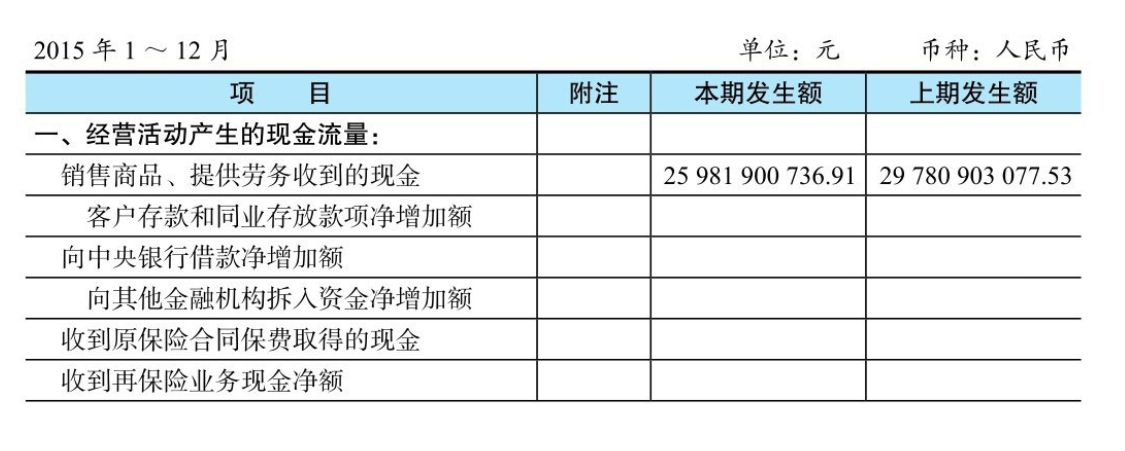 2015 年 1 ～ 12 月 单位：元 币种：人民币
项 目 附注 本期发生额 上期发生额
一、经营活动产生的现金流量：
销售商品、提供劳务收到的现金 25 981 900 736.91 29 780 903 077.53
客户存款和同业存放款项净增加额
向中央银行借款净增加额
向其他金融机构拆入资金净增加额
收到原保险合同保费取得的现金
收到再保险业务现金净额